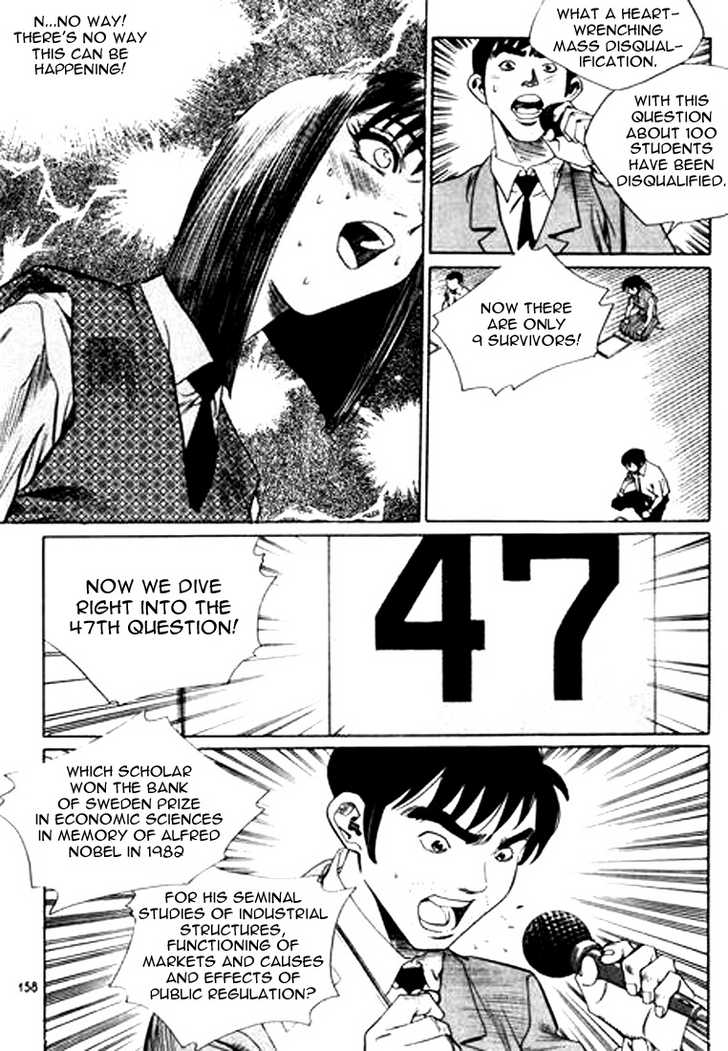 N...NO WAY!
THERE'S NO WAY
THIS CAN BE
HAPPENING!
WHAT A HEART-
WRENCHING
MASS DISQUAL-
IFICATION.
WITH THIS
QUESTION
ABOUT 100
STUDENTS
HAVE BEEN
DISQUALIFIED.
NOW THERE
ARE ONLY
9 SURVIVORS!
NOW WE DIVE
RIGHT INTO THE
47TH QUESTION!
47
WHICH SCHOLAR
WON THE BANK
OF SWEDEN PRIZE
IN ECONOMIC SCIENCES
IN MEMORY OF ALFRED
NOBEL IN 1982
FOR HIS SEMINAL
STUDIES OF INDUSTRIAL
STRUCTURES,
FUNCTIONING OF
MARKETS AND CAUSES
AND EFFECTS OF
PUBLIC REGULATION?
158